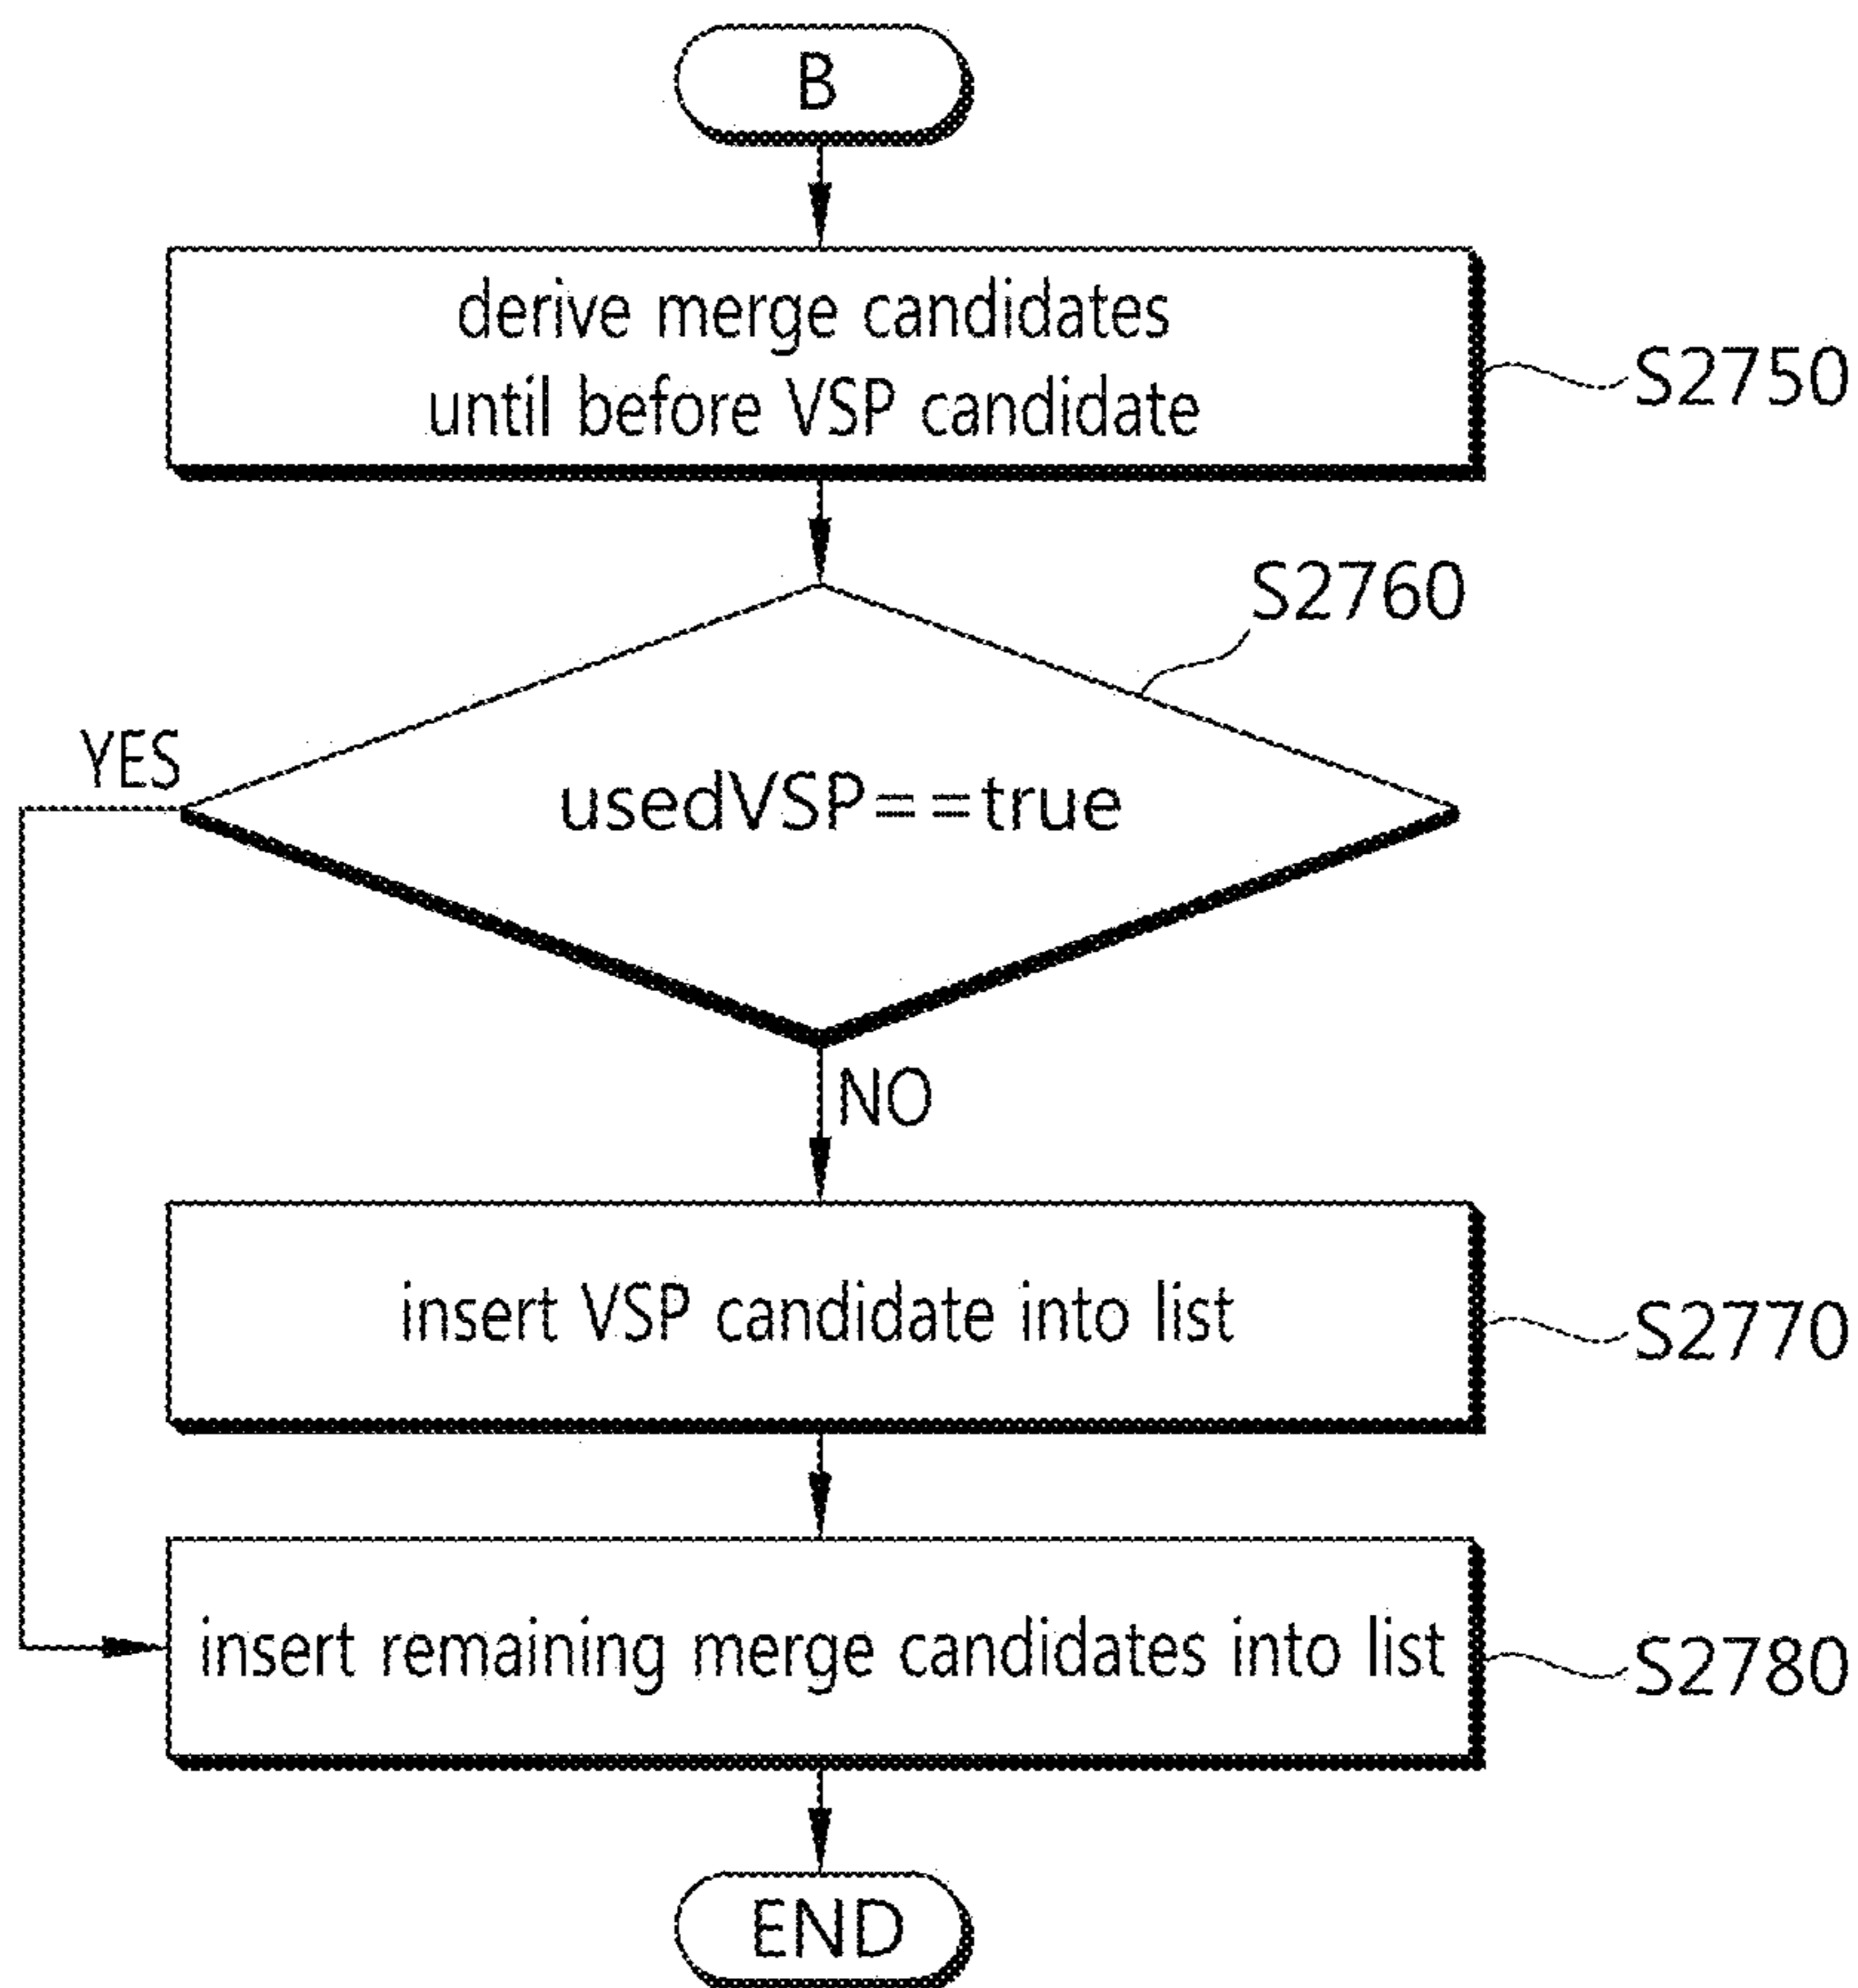 B
derive merge candidates
until before VSP candidate
S2750
S2760
YES
usedVSP==true
NO
insert VSP candidate into list
S2770
insert remaining merge candidates into list
S2780
END